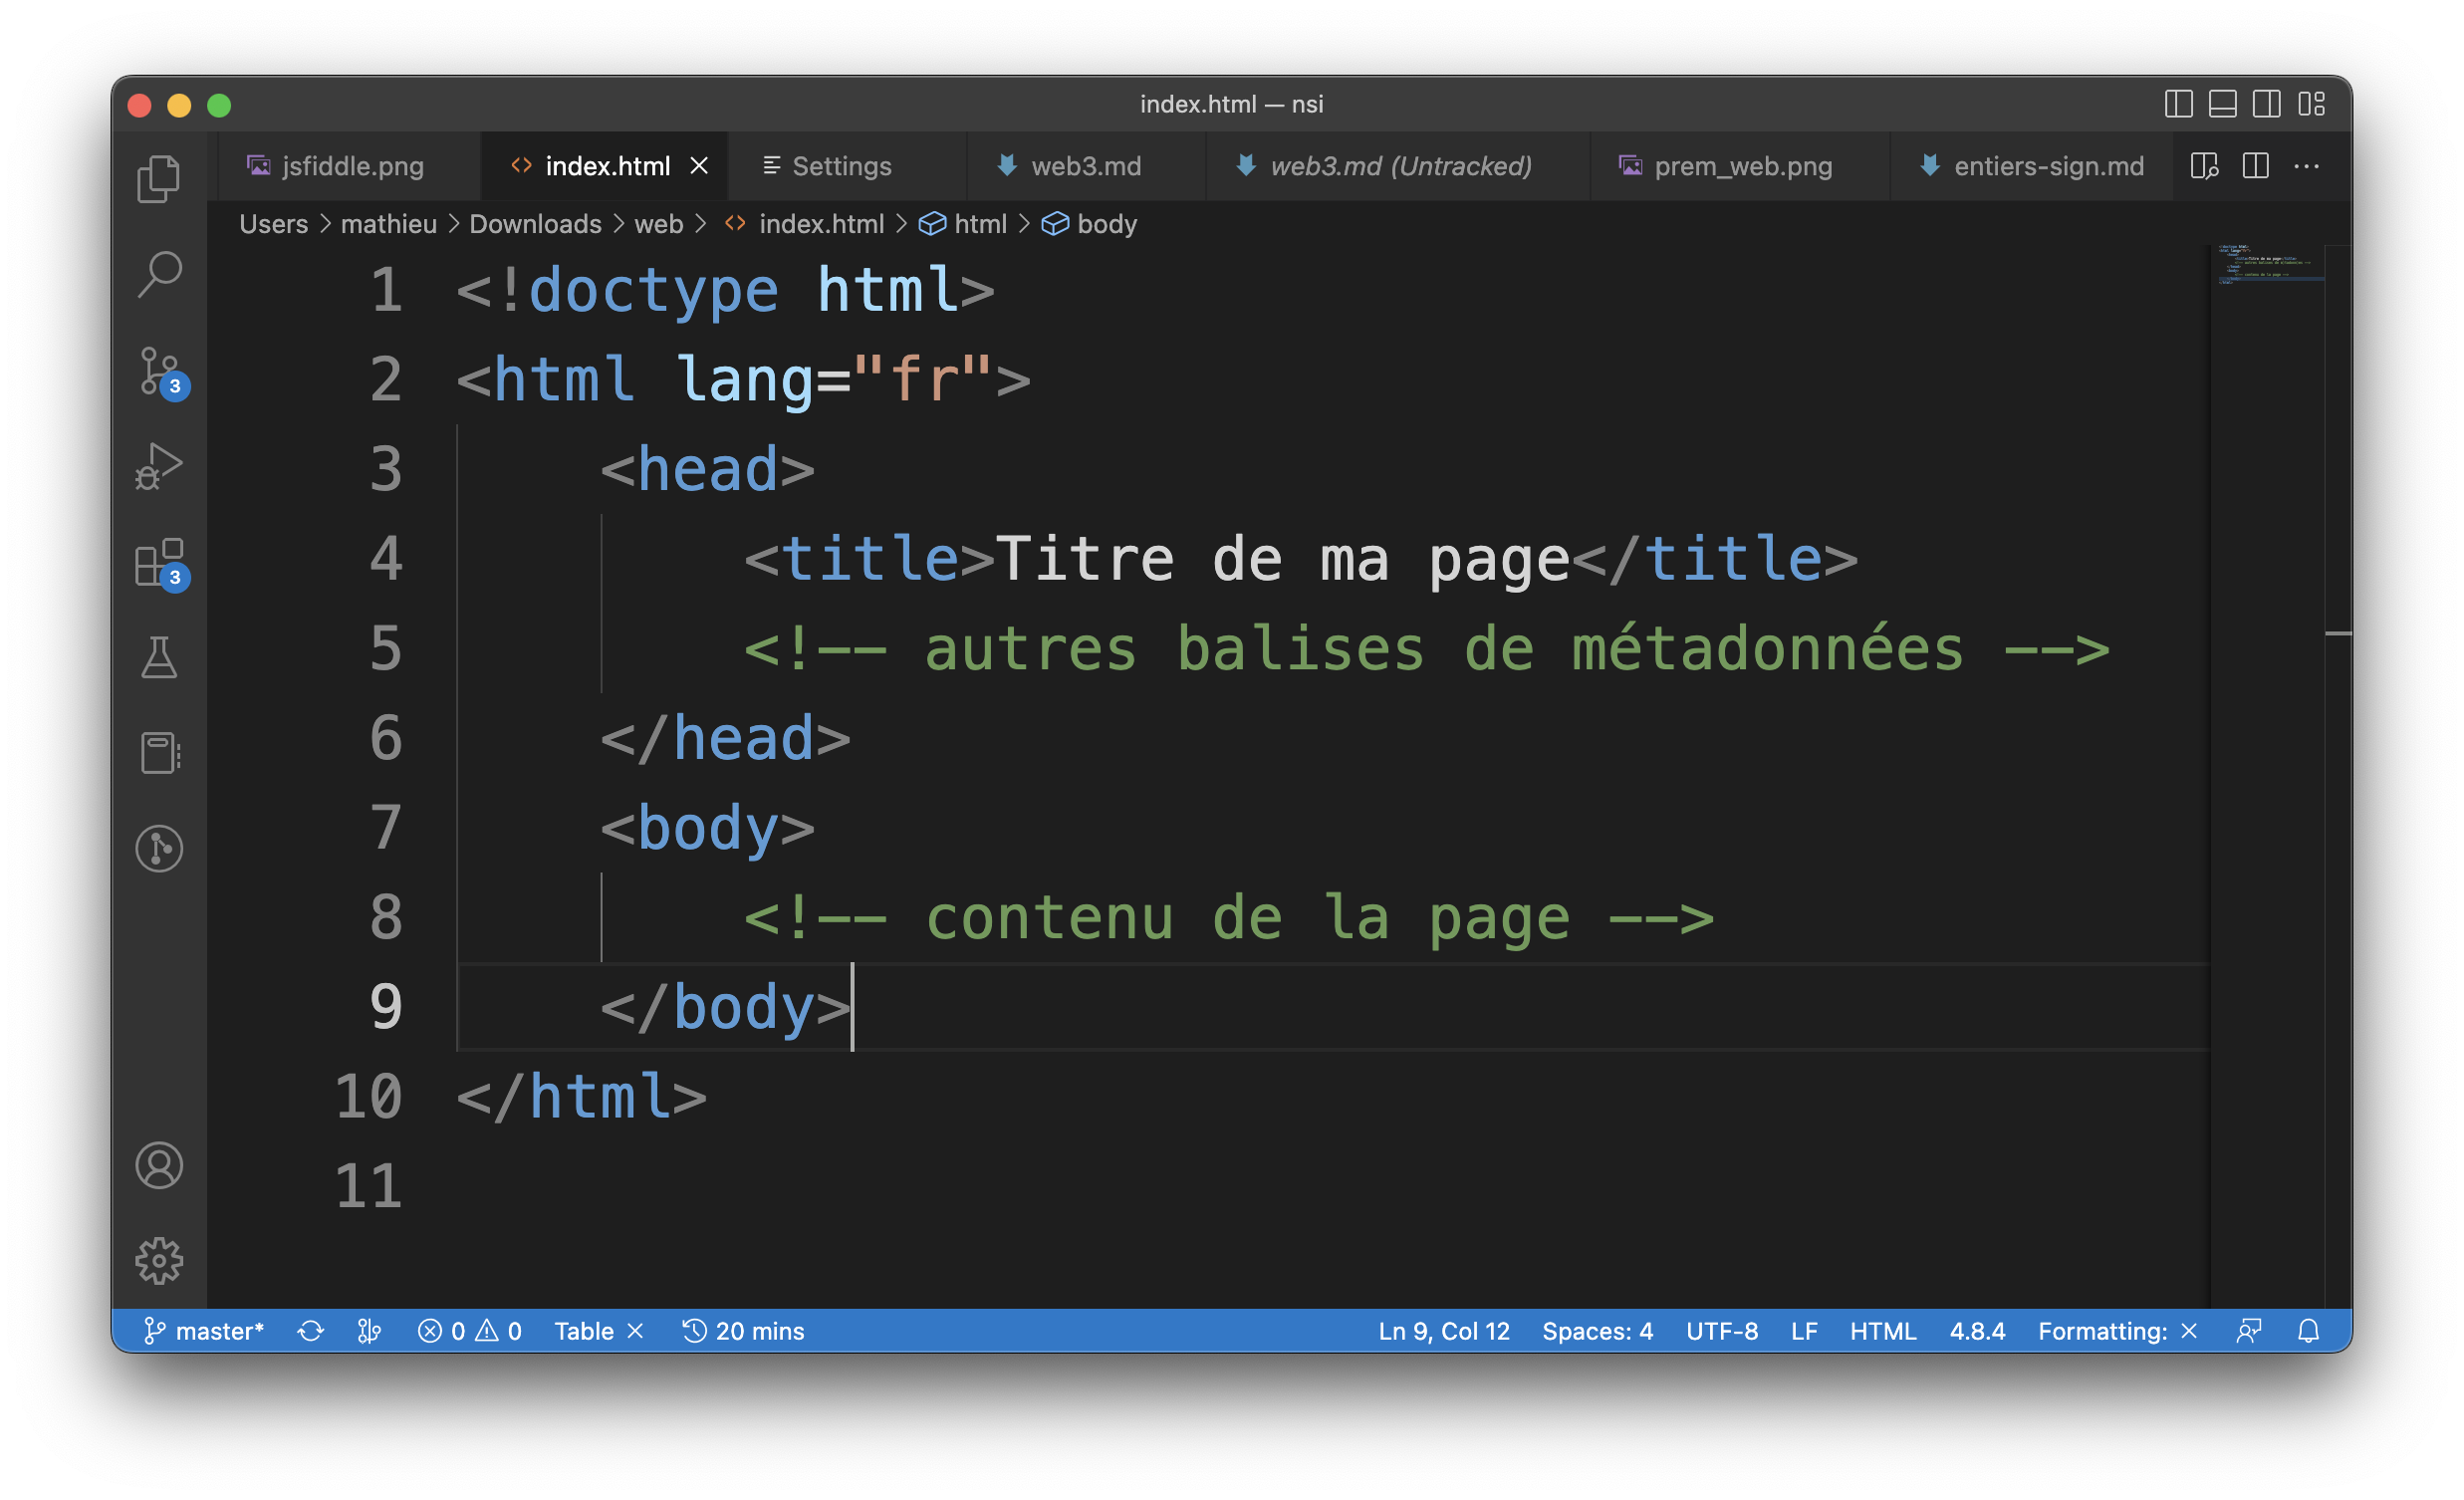 index.html — nsi
jsfiddle.png index.html Settings web3.md web3.md (Untracked) prem_web.png entiers-sign.md
Users > mathieu > Downloads > web > index.html > html > body
1 <!doctype html>
2 <html lang="fr">
3 <head>
4 <title>Titre de ma page</title>
5 <!-- autres balises de métadonnées -->
6 </head>
7 <body>
8 <!-- contenu de la page -->
9 </body>
10 </html>
11
3
3
master* 0 0 Table 20 mins Ln 9, Col 12 Spaces: 4 UTF-8 LF HTML 4.8.4 Formatting: